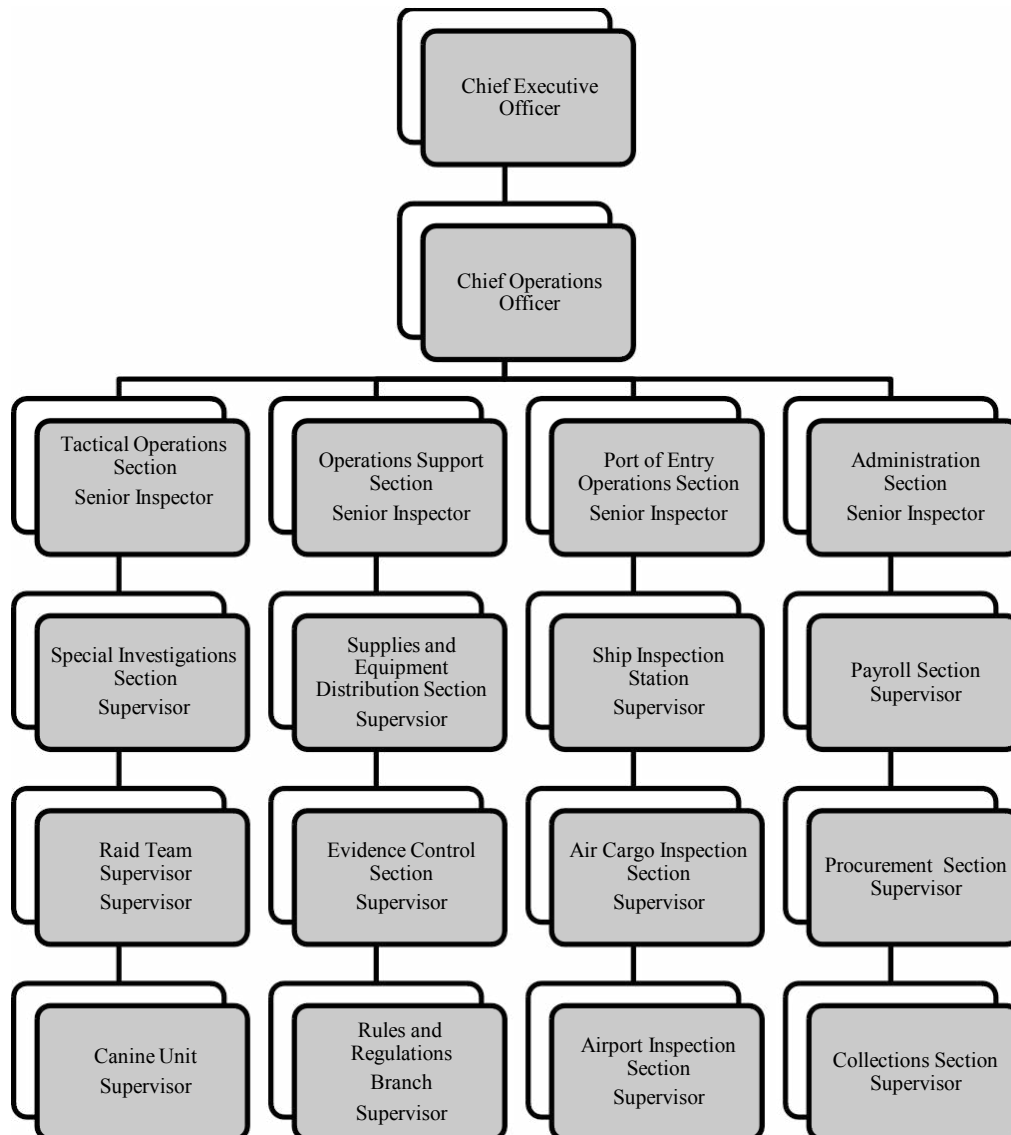 Chief Executive
Officer
Chief Operations
Officer
Tactical Operations
Section
Senior Inspector
Operations Support
Section
Senior Inspector
Port of Entry
Operations Section
Senior Inspector
Administration
Section
Senior Inspector
Special Investigations
Section
Supervisor
Supplies and
Equipment
Distribution Section
Supervsior
Ship Inspection
Station
Supervisor
Payroll Section
Supervisor
Raid Team
Supervisor
Supervisor
Evidence Control
Section
Supervisor
Air Cargo Inspection
Section
Supervisor
Procurement Section
Supervisor
Canine Unit
Supervisor
Rules and
Regulations
Branch
Supervisor
Airport Inspection
Section
Supervisor
Collections Section
Supervisor